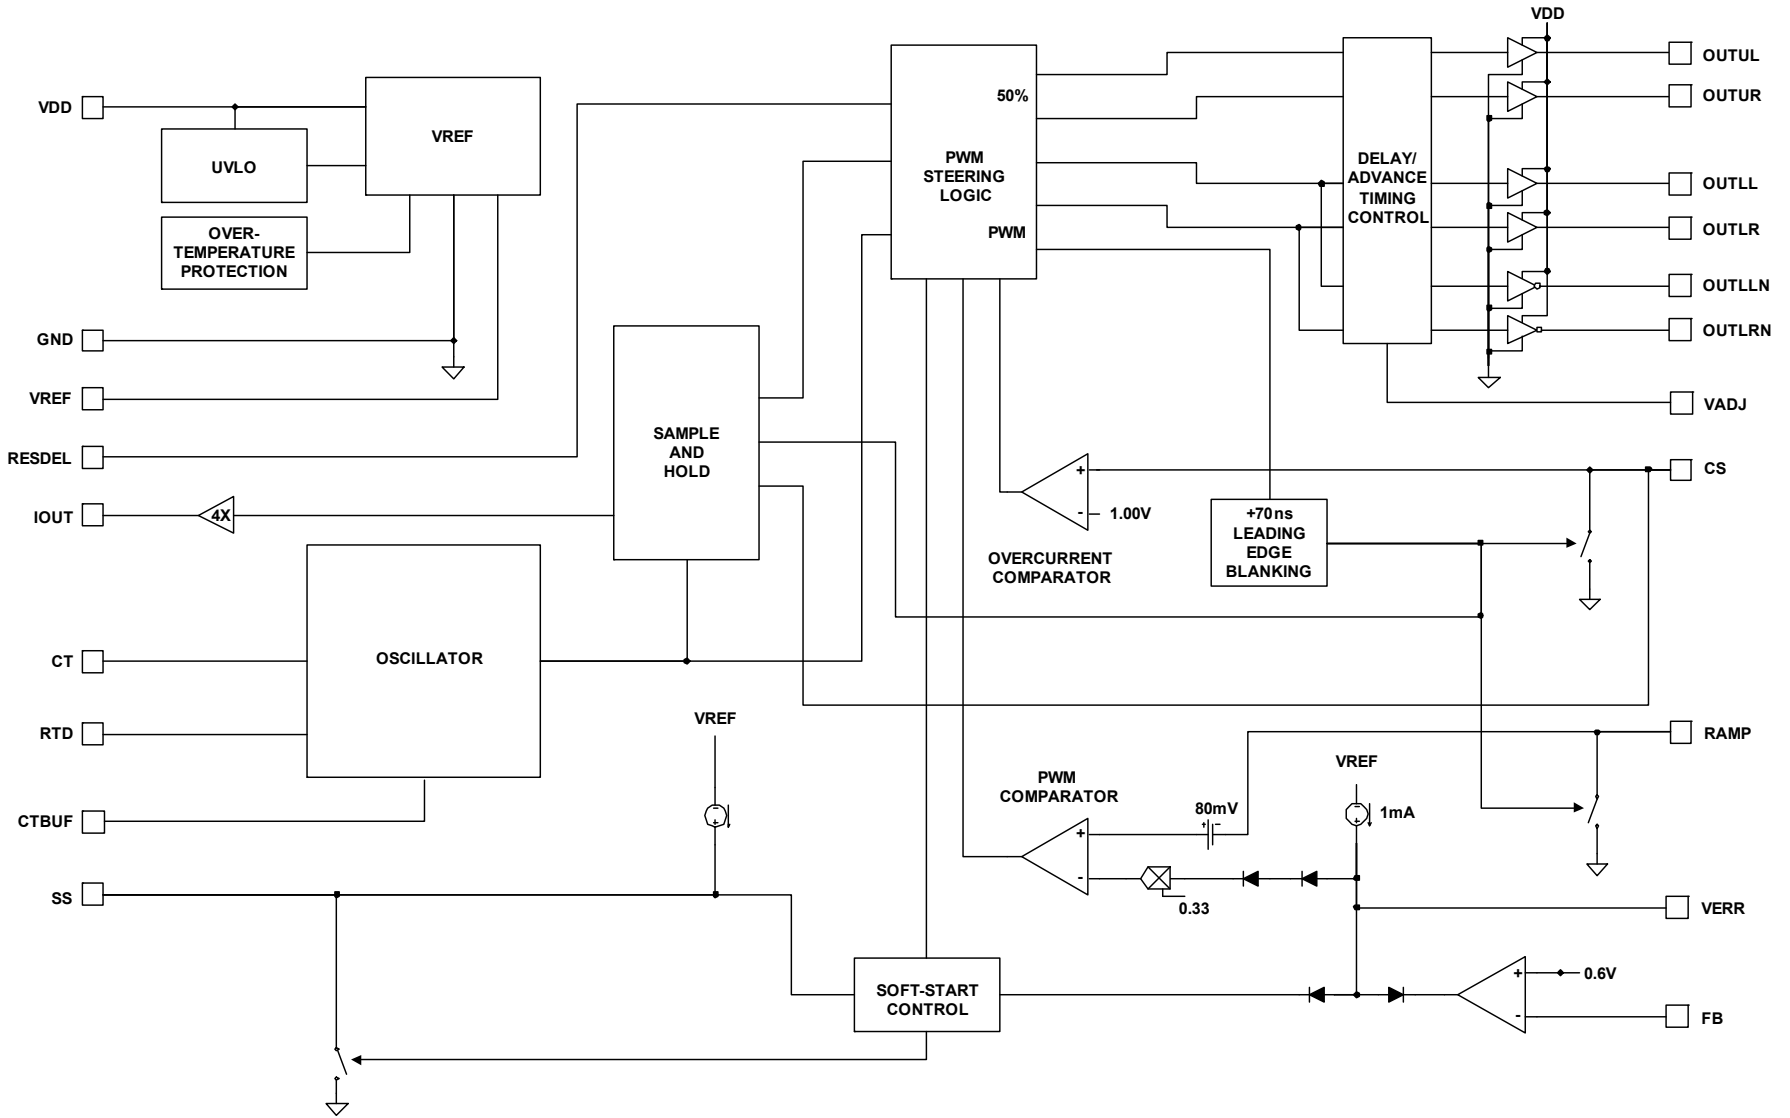 VDD
VDD
OUTUL
50%
OUTUR
VREF
UVLO
PWM
STEERING
LOGIC
DELAY/
ADVANCE
TIMING
CONTROL
OUTLL
OVER-
TEMPERATURE
PROTECTION
PWM
OUTLR
OUTLLN
GND
OUTLRN
VREF
VADJ
SAMPLE
AND
HOLD
RESDEL
+
CS
IOUT
4X
-
1.00V
+70ns
LEADING
EDGE
BLANKING
OVERCURRENT
COMPARATOR
CT
OSCILLATOR
RTD
VREF
RAMP
VREF
PWM
COMPARATOR
80mV
+ -
-
+
1mA
CTBUF
-
+
+
-
0.33
SS
VERR
SOFT-START
CONTROL
+
0.6V
-
FB